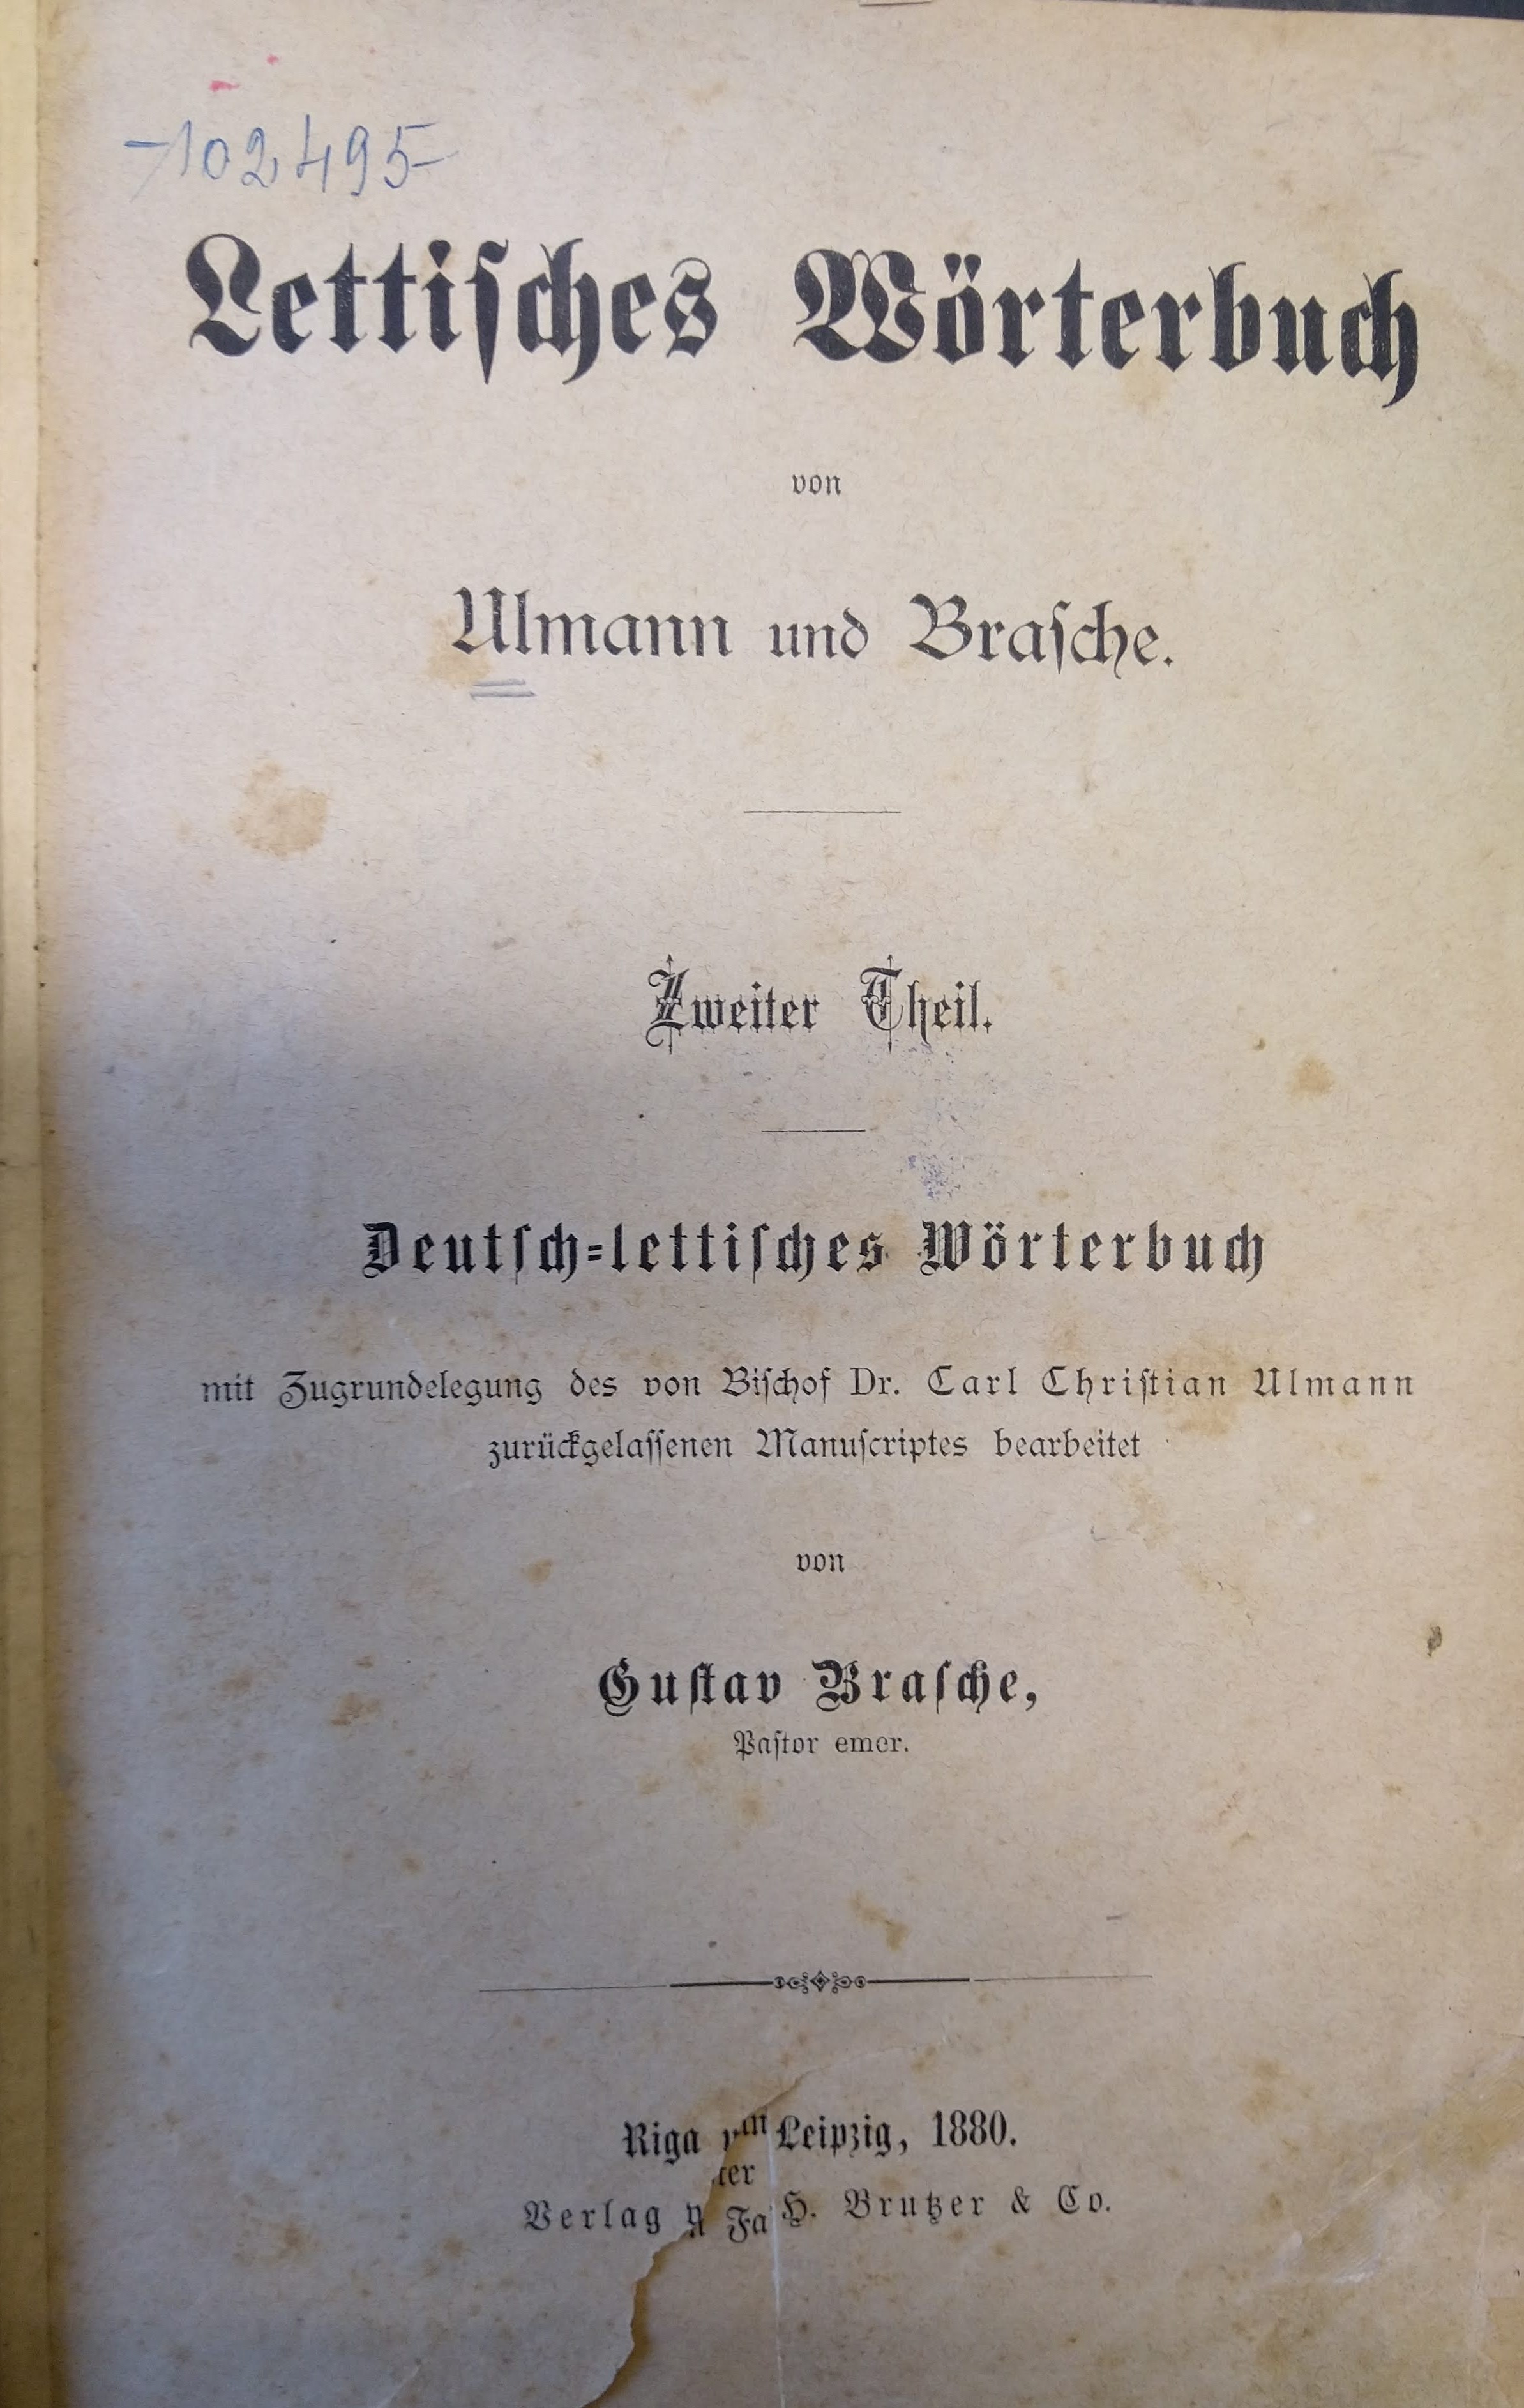 102495
Lettiſches Wörterbuch
von
Ulmann und Braſche.
Zweiter Theil.
Deutſch=lettiſches Wörterbuch
mit Zugrundelegung des von Biſchof Dr. Carl Chriſtian Ulmann
zurückgelaſſenen Manuſcriptes bearbeitet
von
Guſtav Braſche,
Paſtor emer.
Riga Leipzig, 1880.
Verlag H. Brutzer & Co.